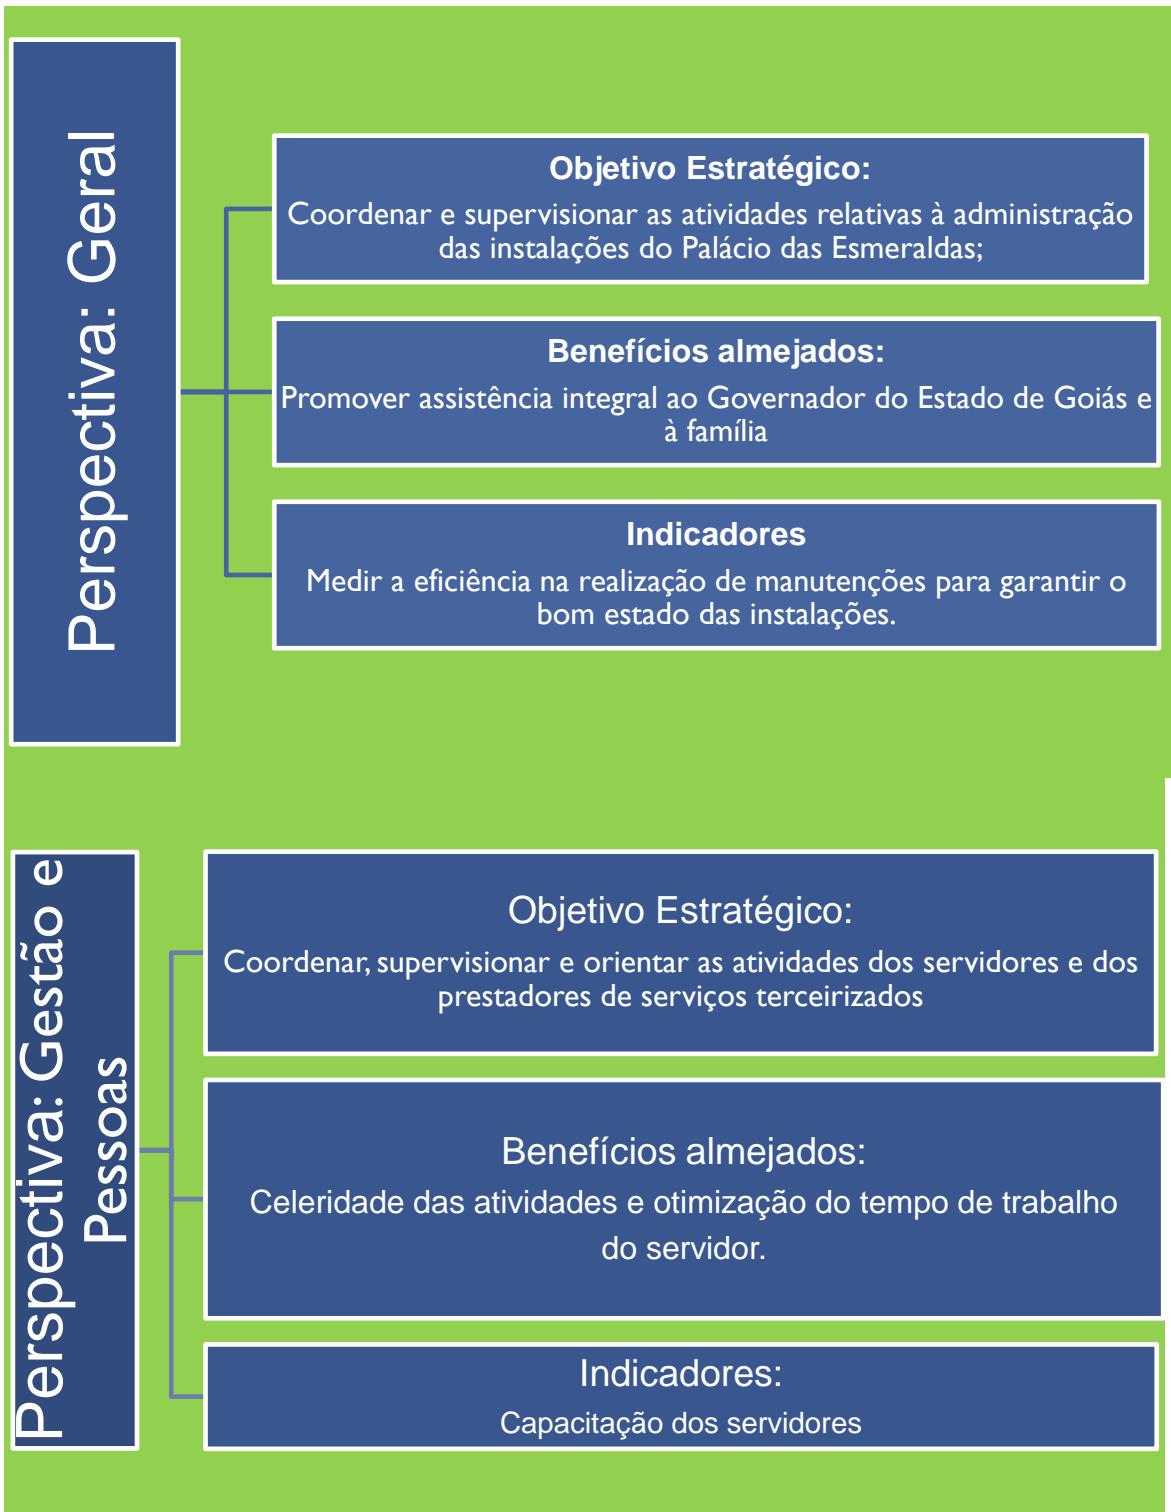 Perspectiva: Geral
Objetivo Estratégico:
Coordenar e supervisionar as atividades relativas à administração
das instalações do Palácio das Esmeraldas;
Benefícios almejados:
Promover assistência integral ao Governador do Estado de Goiás e
à família
Indicadores
Medir a eficiência na realização de manutenções para garantir o
bom estado das instalações.
Perspectiva: Gestão e
Pessoas
Objetivo Estratégico:
Coordenar, supervisionar e orientar as atividades dos servidores e dos
prestadores de serviços terceirizados
Benefícios almejados:
Celeridade das atividades e otimização do tempo de trabalho
do servidor.
Indicadores:
Capacitação dos servidores